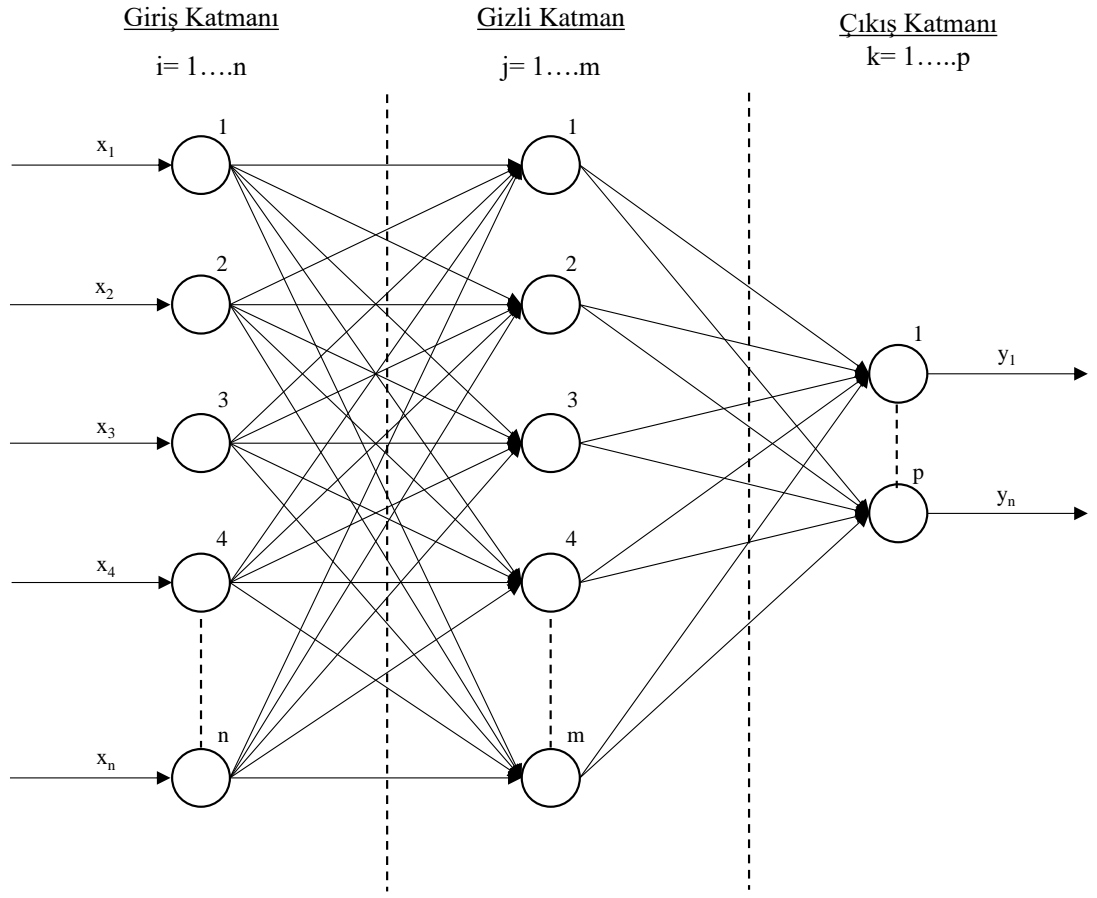 Giriş Katmanı
i= 1….n
Gizli Katman
j= 1….m
Çıkış Katmanı
k= 1…..p
x1
1
x2
2
x3
3
x4
4
xn
n
1
2
3
4
m
1
y1
p
yn